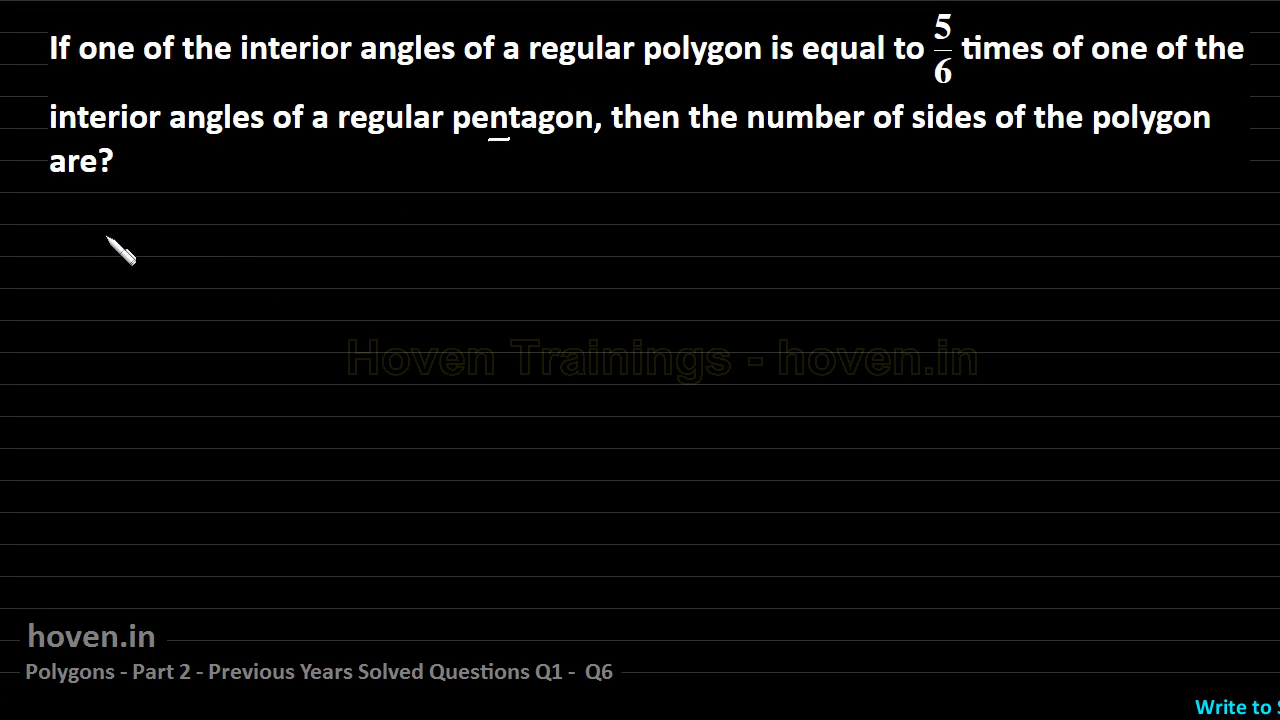 If one of the interior angles of a regular polygon is equal to 5/6 times of one of the
interior angles of a regular pentagon, then the number of sides of the polygon
are?
Hoven Trainings - hoven.in
hoven.in
Polygons - Part 2 - Previous Years Solved Questions Q1 - Q6
Write to